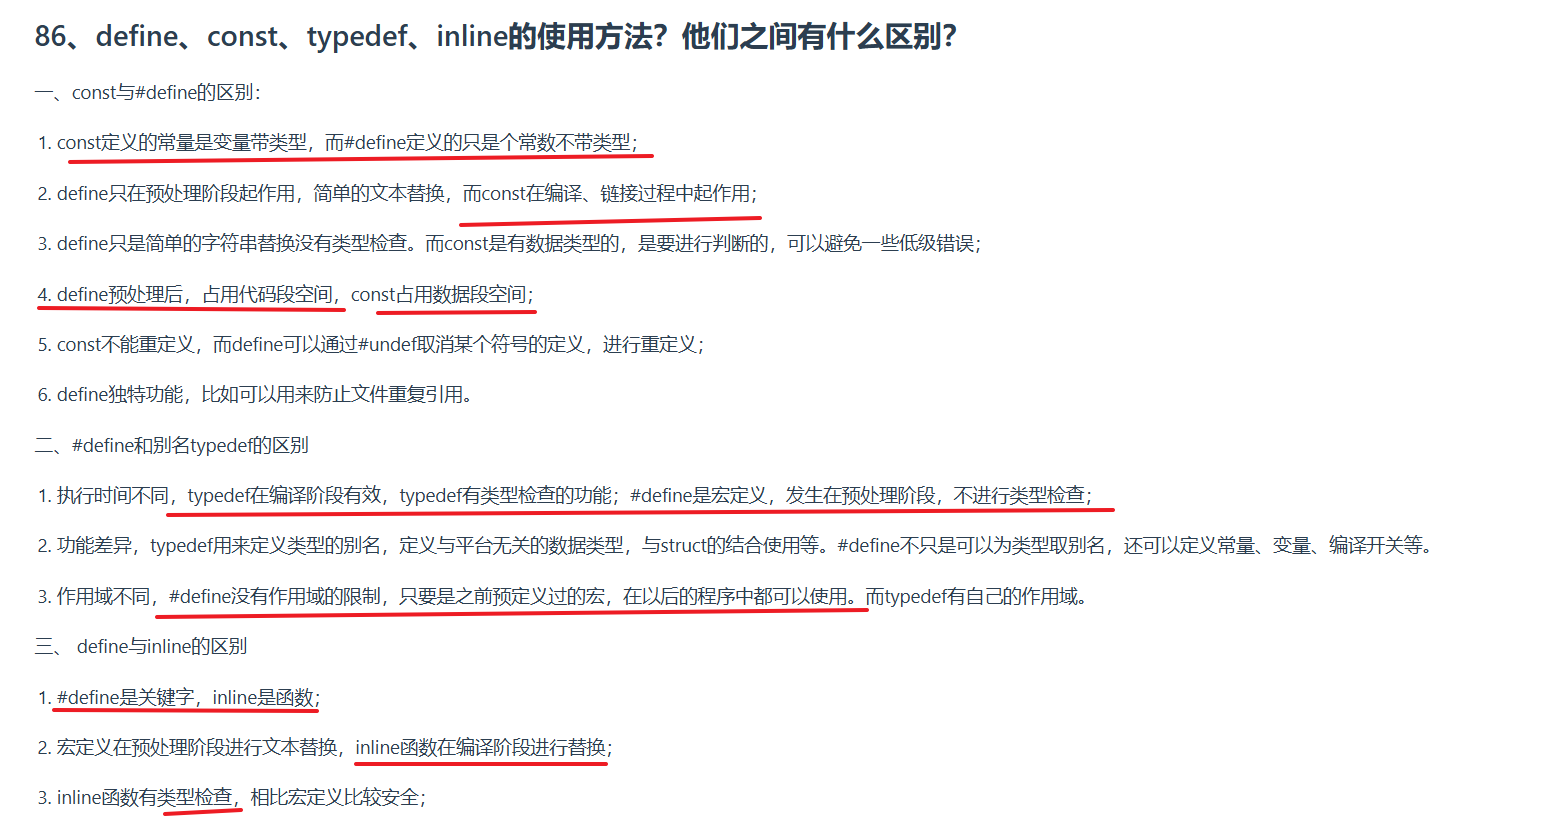 86、define、const、typedef、inline的使用方法？他们之间有什么区别？
一、const与#define的区别：
1. const定义的常量是变量带类型，而#define定义的只是个常数不带类型；
2. define只在预处理阶段起作用，简单的文本替换，而const在编译、链接过程中起作用；
3. define只是简单的字符串替换没有类型检查。而const是有数据类型的，是要进行判断的，可以避免一些低级错误；
4. define预处理后，占用代码段空间，const占用数据段空间；
5. const不能重定义，而define可以通过#undef取消某个符号的定义，进行重定义；
6. define独特功能，比如可以用来防止文件重复引用。
二、#define和别名typedef的区别
1. 执行时间不同，typedef在编译阶段有效，typedef有类型检查的功能；#define是宏定义，发生在预处理阶段，不进行类型检查；
2. 功能差异，typedef用来定义类型的别名，定义与平台无关的数据类型，与struct的结合使用等。#define不只是可以为类型取别名，还可以定义常量、变量、编译开关等。
3. 作用域不同，#define没有作用域的限制，只要是之前预定义过的宏，在以后的程序中都可以使用。而typedef有自己的作用域。
三、 define与inline的区别
1. #define是关键字，inline是函数；
2. 宏定义在预处理阶段进行文本替换，inline函数在编译阶段进行替换；
3. inline函数有类型检查，相比宏定义比较安全；